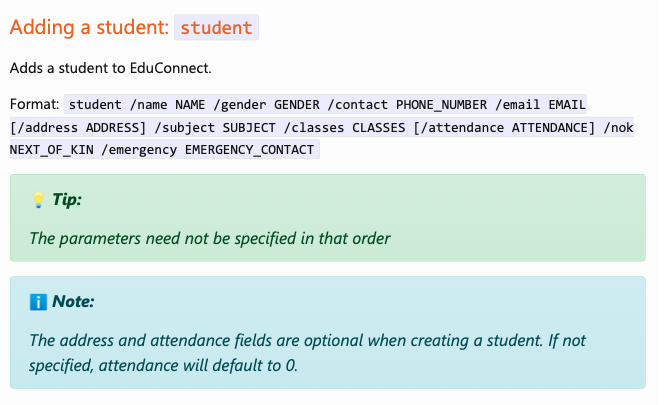 Adding a student: student
Adds a student to EduConnect.
Format: student /name NAME /gender GENDER /contact PHONE_NUMBER /email EMAIL
[/address ADDRESS] /subject SUBJECT /classes CLASSES [/attendance ATTENDANCE] /nok
NEXT_OF_KIN /emergency EMERGENCY_CONTACT
💡 Tip:
The parameters need not be specified in that order
ℹ️ Note:
The address and attendance fields are optional when creating a student. If not
specified, attendance will default to 0.